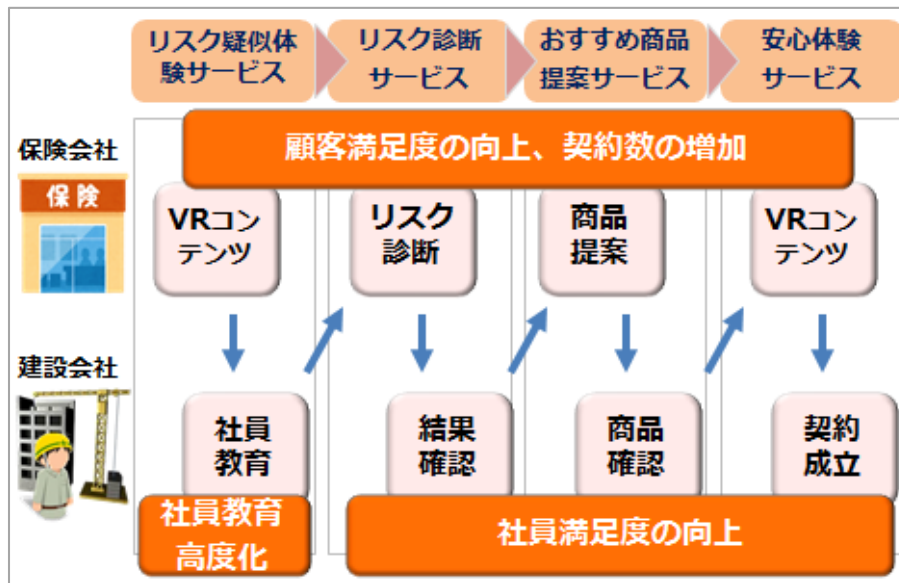 リスク疑似体
験サービス
リスク診断
サービス
おすすめ商品
提案サービス
安心体験
サービス
保険会社
保険
顧客満足度の向上、契約数の増加
VRコン
テンツ
リスク
診断
商品
提案
VRコン
テンツ
建設会社
社員
教育
結果
確認
商品
確認
契約
成立
社員教育
高度化
社員満足度の向上